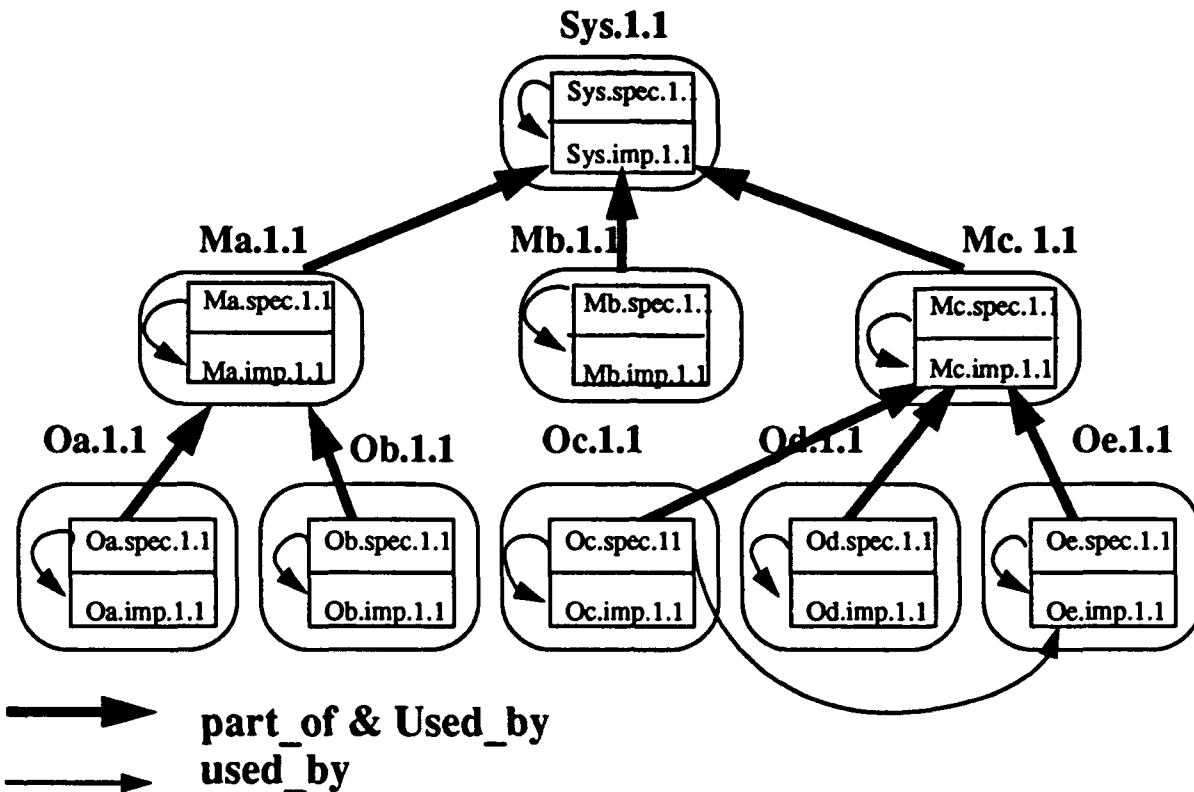 Sys.1.1
Sys.spec.1.1
Sys.imp.1.1
Ma.1.1
Mb.1.1
Mc. 1.1
Ma.spec.1.1
Mb.spec.1.1
Mc.spec.1.1
Ma.imp.1.1
Mb.imp.1.1
Mc.imp.1.1
Oa.1.1
Ob.1.1
Oc.1.1
Od.1.1
Oe.1.1
Oa.spec.1.1
Ob.spec.1.1
Oc.spec.11
Od.spec.1.1
Oe.spec.1.1
Oa.imp.1.1
Ob.imp.1.1
Oc.imp.1.1
Od.imp.1.1
Oe.imp.1.1
part_of & Used_by
used_by